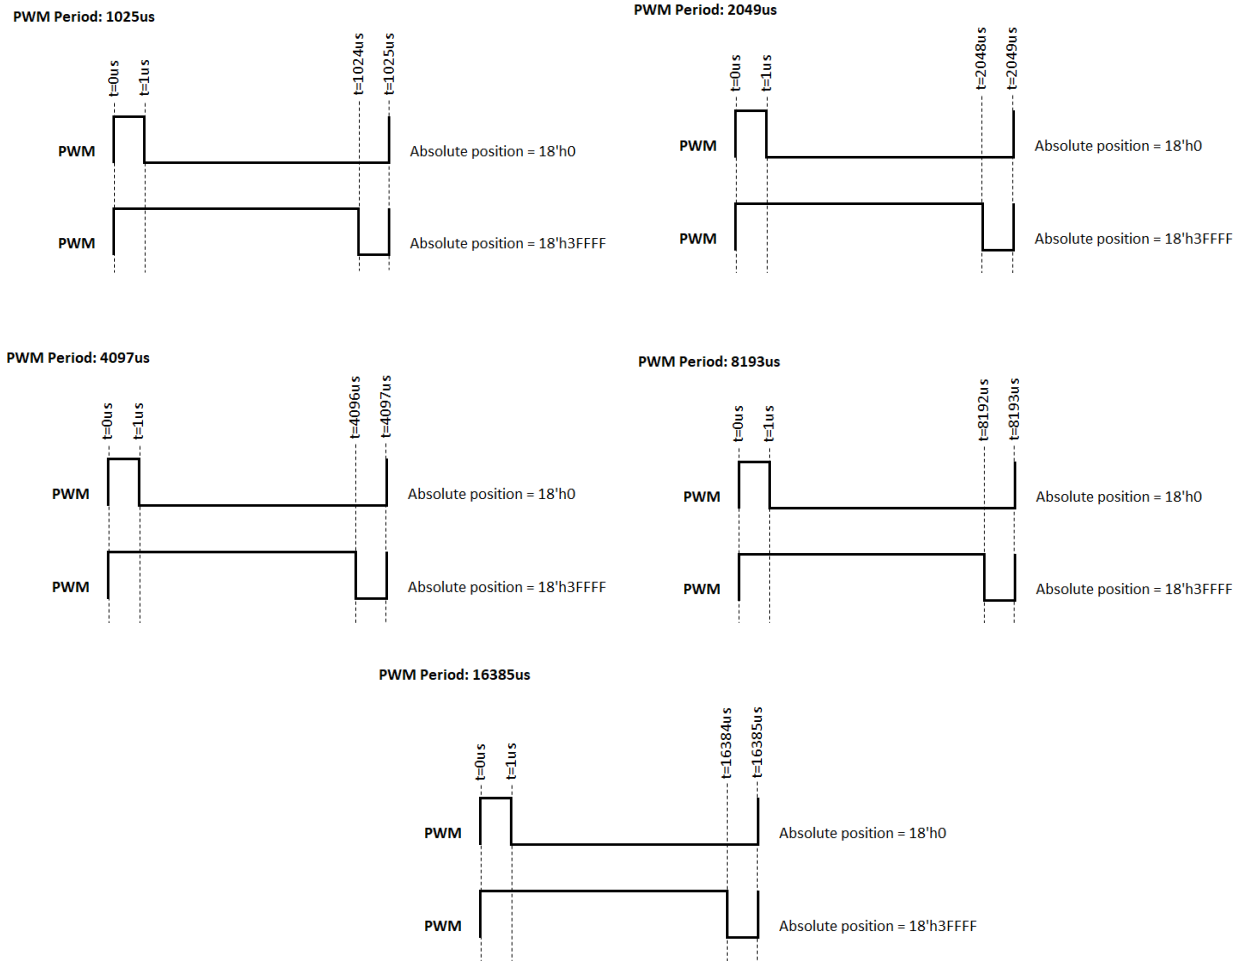 PWM Period: 1025us
t=0us
t=1us
t=1024us
t=1025us
PWM
Absolute position = 18'h0
PWM
Absolute position = 18'h3FFFF
PWM Period: 2049us
t=0us
t=1us
t=2048us
t=2049us
PWM
Absolute position = 18'h0
PWM
Absolute position = 18'h3FFFF
PWM Period: 4097us
t=0us
t=1us
t=4096us
t=4097us
PWM
Absolute position = 18'h0
PWM
Absolute position = 18'h3FFFF
PWM Period: 8193us
t=0us
t=1us
t=8192us
t=8193us
PWM
Absolute position = 18'h0
PWM
Absolute position = 18'h3FFFF
PWM Period: 16385us
t=0us
t=1us
t=16384us
t=16385us
PWM
Absolute position = 18'h0
PWM
Absolute position = 18'h3FFFF